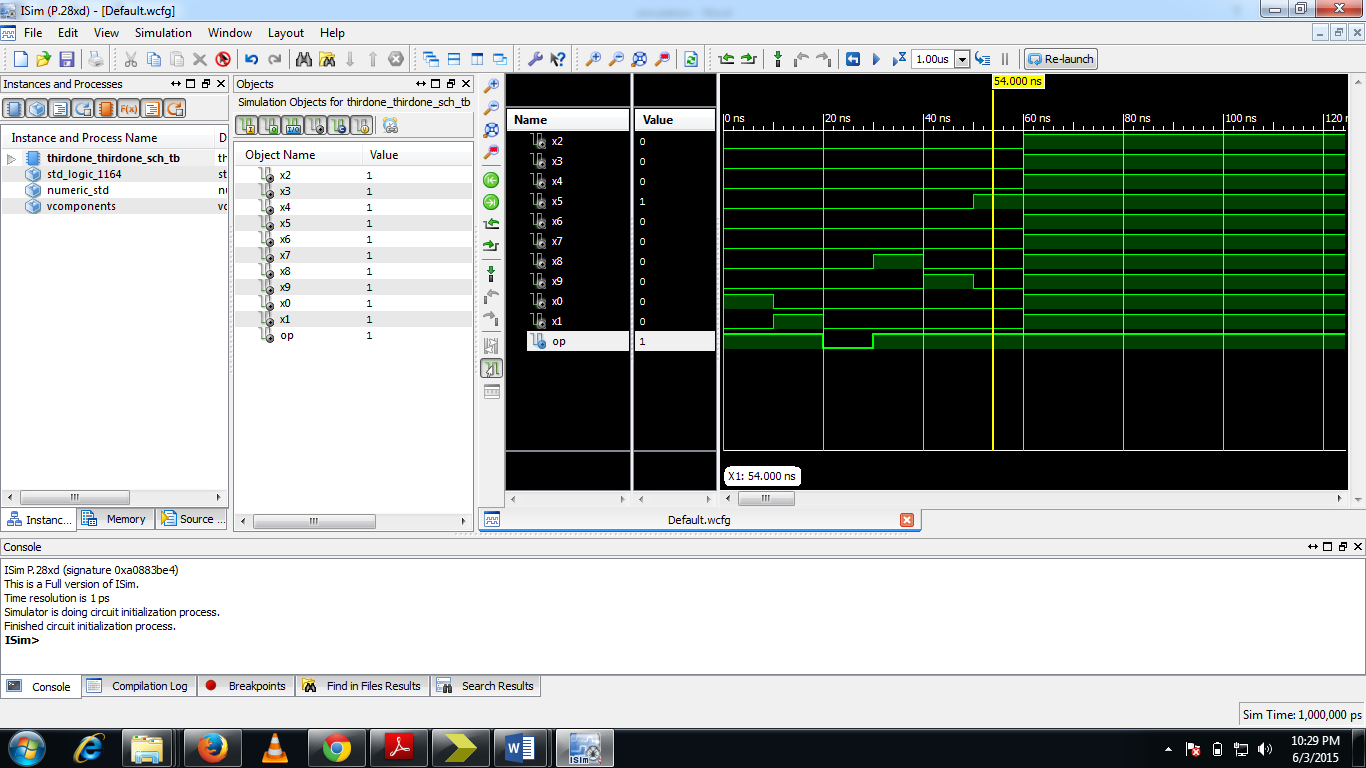 ISim (P.28xd) - [Default.wcfg]
File Edit View Simulation Window Layout Help
1.00us Re-launch
Instances and Processes
Instance and Process Name D
thirdone_thirdone_sch_tb th
std_logic_1164 st
numeric_std nu
vcomponents vc
Instanc... Memory Source ...
Objects
Simulation Objects for thirdone_thirdone_sch_tb
Object Name Value
x2 1
x3 1
x4 1
x5 1
x6 1
x7 1
x8 1
x9 1
x0 1
x1 1
op 1
Name Value
x2 0
x3 0
x4 0
x5 1
x6 0
x7 0
x8 0
x9 0
x0 0
x1 0
op 1
54.000 ns
0 ns 20 ns 40 ns 60 ns 80 ns 100 ns 120 n
X1: 54.000 ns
Default.wcfg
Console
ISim P.28xd (signature 0xa0883be4)
This is a Full version of ISim.
Time resolution is 1 ps
Simulator is doing circuit initialization process.
Finished circuit initialization process.
ISim>
Console Compilation Log Breakpoints Find in Files Results Search Results
Sim Time: 1,000,000 ps
ISim
10:29 PM
6/3/2015